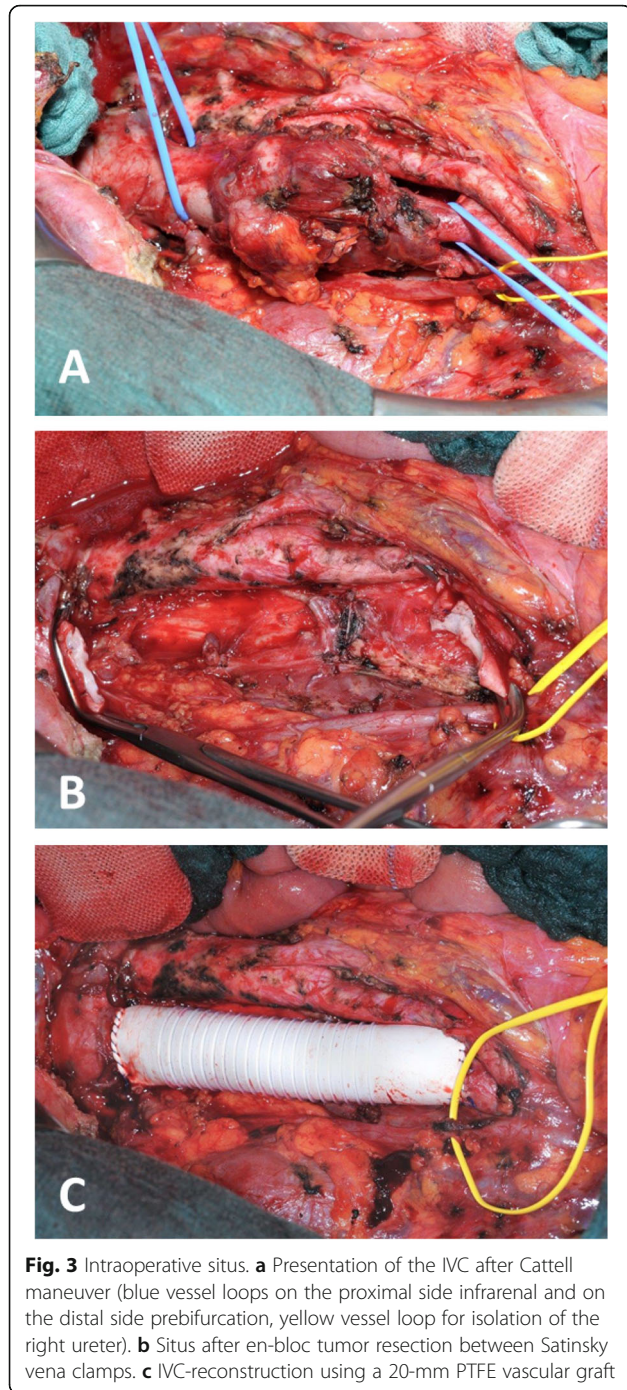 A
B
C
Fig. 3 Intraoperative situs. a Presentation of the IVC after Cattell
maneuver (blue vessel loops on the proximal side infrarenal and on
the distal side prebifurcation, yellow vessel loop for isolation of the
right ureter). b Situs after en-bloc tumor resection between Satinsky
vena clamps. c IVC-reconstruction using a 20-mm PTFE vascular graft